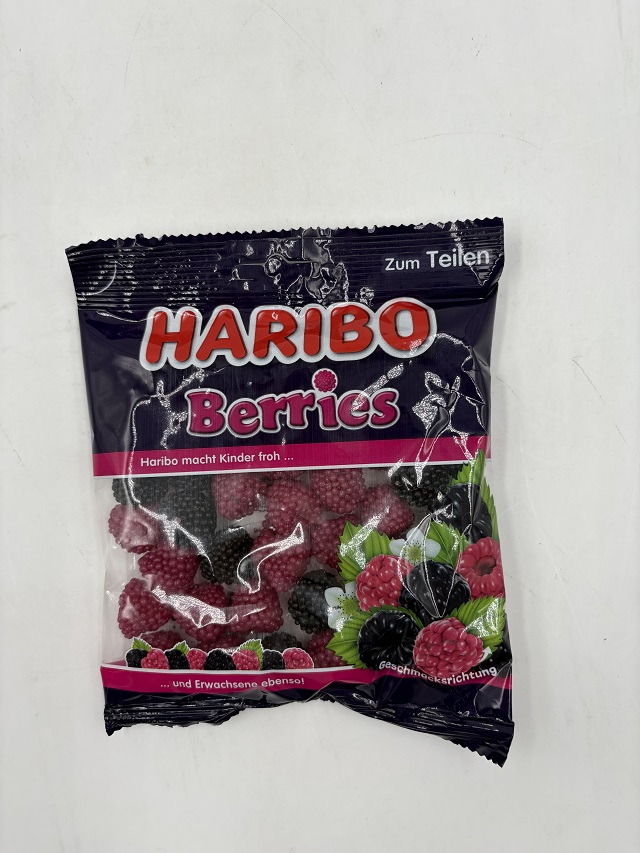 Zum Teilen
HARIBO
Berries
Haribo macht Kinder froh ...
Geschmacksrichtung
... und Erwachsene ebenso!